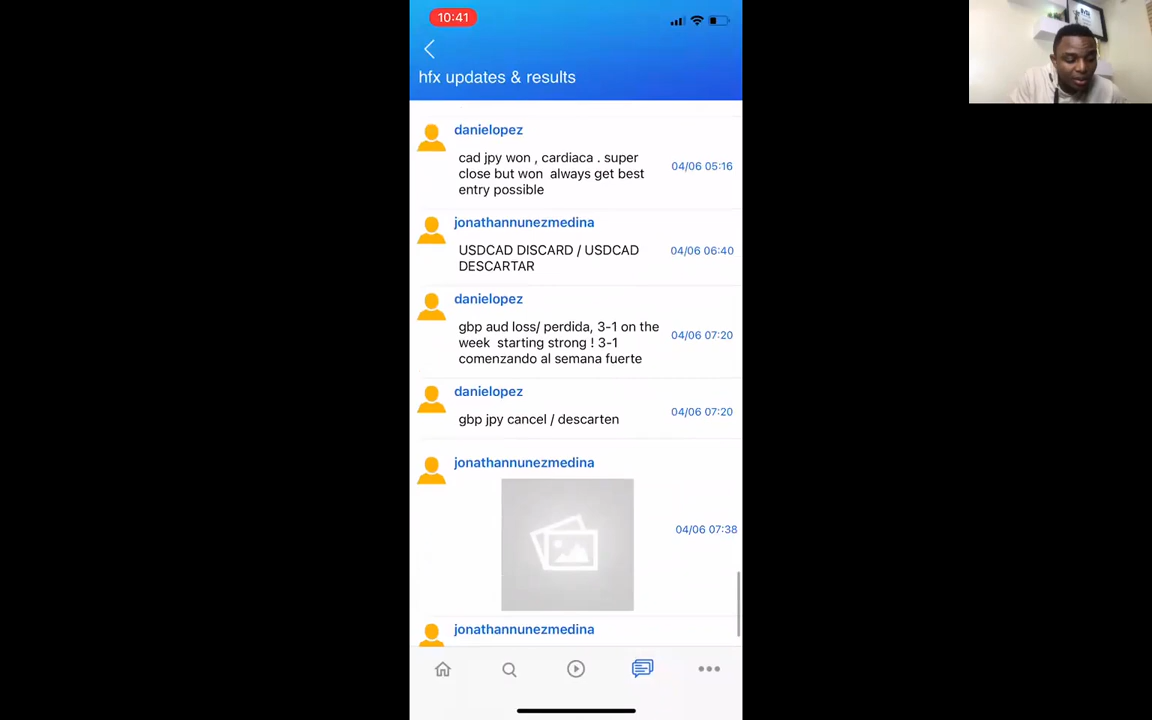 10:41
hfx updates & results
danielopez
cad jpy won , cardiaca . super
close but won  always get best
entry possible
04/06 05:16
jonathannunezmedina
USDCAD DISCARD / USDCAD
DESCARTAR
04/06 06:40
danielopez
gbp aud loss/ perdida, 3-1 on the
week  starting strong ! 3-1
comenzando al semana fuerte
04/06 07:20
danielopez
gbp jpy cancel / descarten
04/06 07:20
jonathannunezmedina
04/06 07:38
jonathannunezmedina